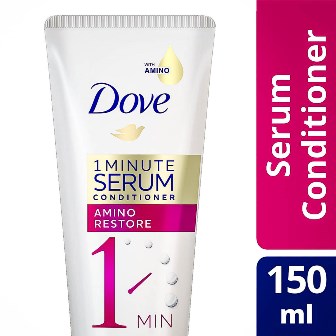 WITH
AMINO
Dove
1 MINUTE
SERUM
CONDITIONER
AMINO
RESTORE
1
MIN
Serum
Conditioner
150
ml